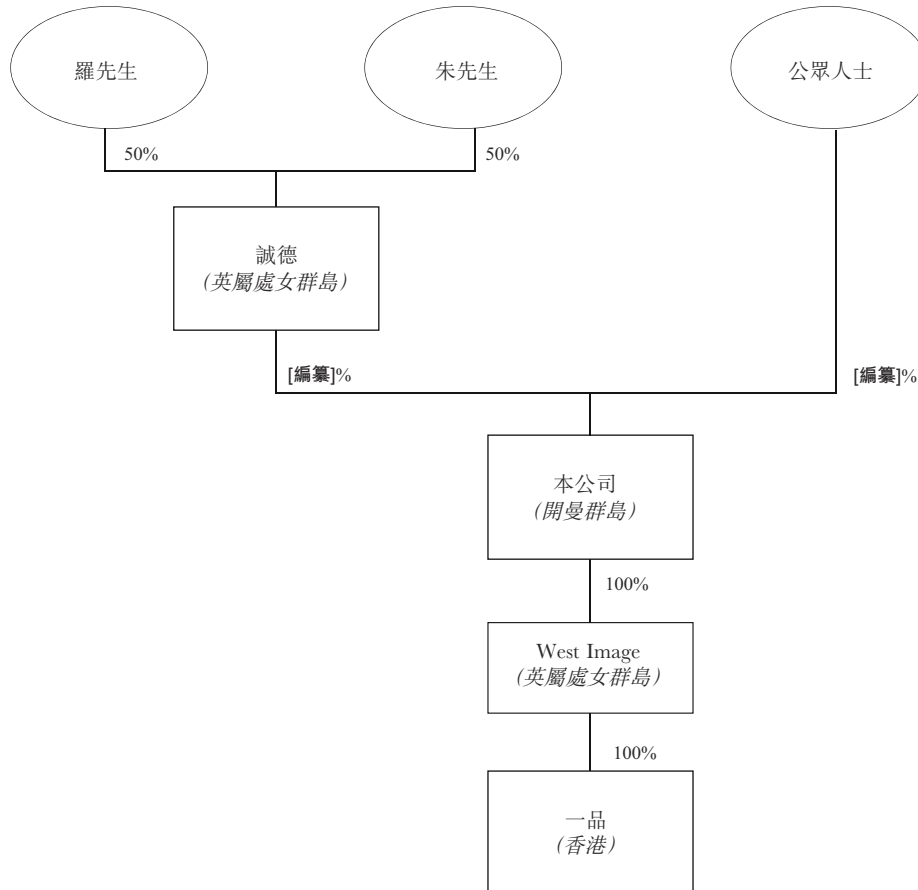 羅先生
朱先生
公眾人士
50%
50%
誠德
(英屬處女群島)
[編纂]%
[編纂]%
本公司
(開曼群島)
100%
West Image
(英屬處女群島)
100%
一品
(香港)